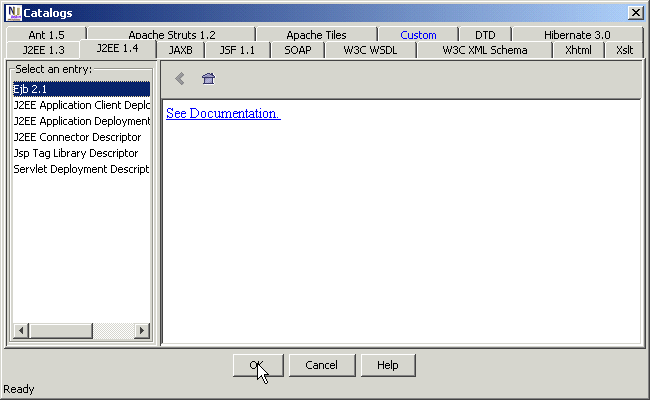 Catalogs
Ant 1.5 Apache Struts 1.2 Apache Tiles Custom DTD Hibernate 3.0
J2EE 1.3 J2EE 1.4 JAXB JSF 1.1 SOAP W3C WSDL W3C XML Schema Xhtml Xslt
Select an entry:
Ejb 2.1
J2EE Application Client Deplo
J2EE Application Deployment
J2EE Connector Descriptor
Jsp Tag Library Descriptor
Servlet Deployment Descript
See Documentation.
OK Cancel Help
Ready